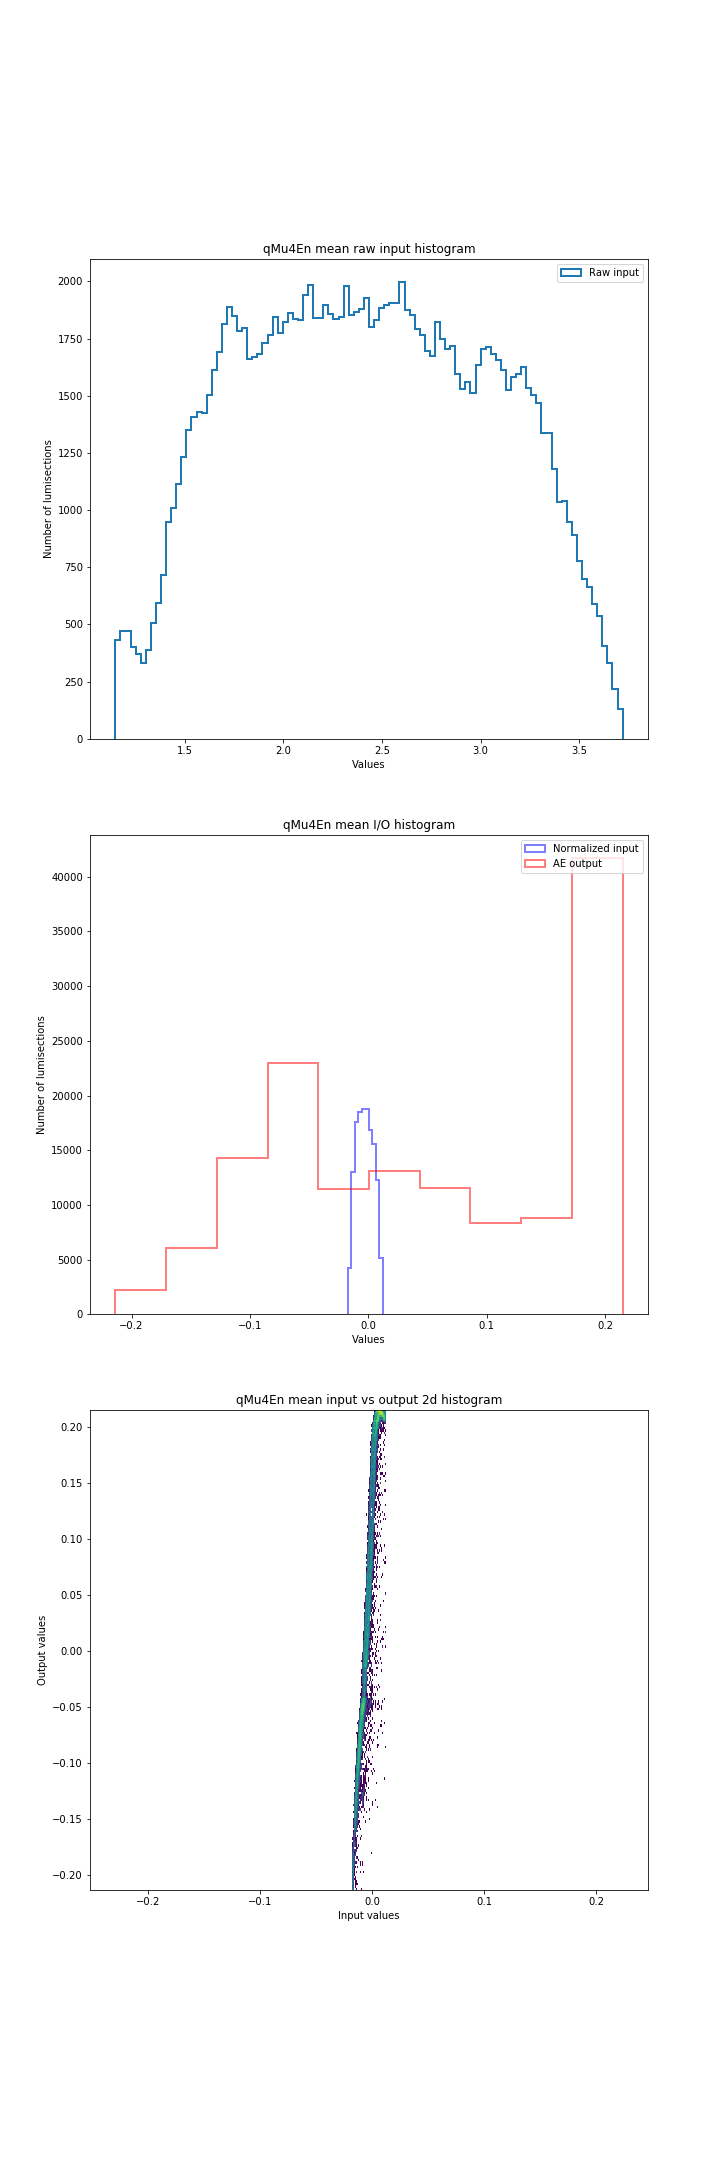 qMu4En mean raw input histogram
Raw input
2000
1750
1500
1250
1000
750
500
250
0
Number of lumisections
1.5 2.0 2.5 3.0 3.5
Values
qMu4En mean I/O histogram
Normalized input
AE output
40000
35000
30000
25000
20000
15000
10000
5000
0
Number of lumisections
−0.2 −0.1 0.0 0.1 0.2
Values
qMu4En mean input vs output 2d histogram
0.20
0.15
0.10
0.05
0.00
−0.05
−0.10
−0.15
−0.20
Output values
−0.2 −0.1 0.0 0.1 0.2
Input values